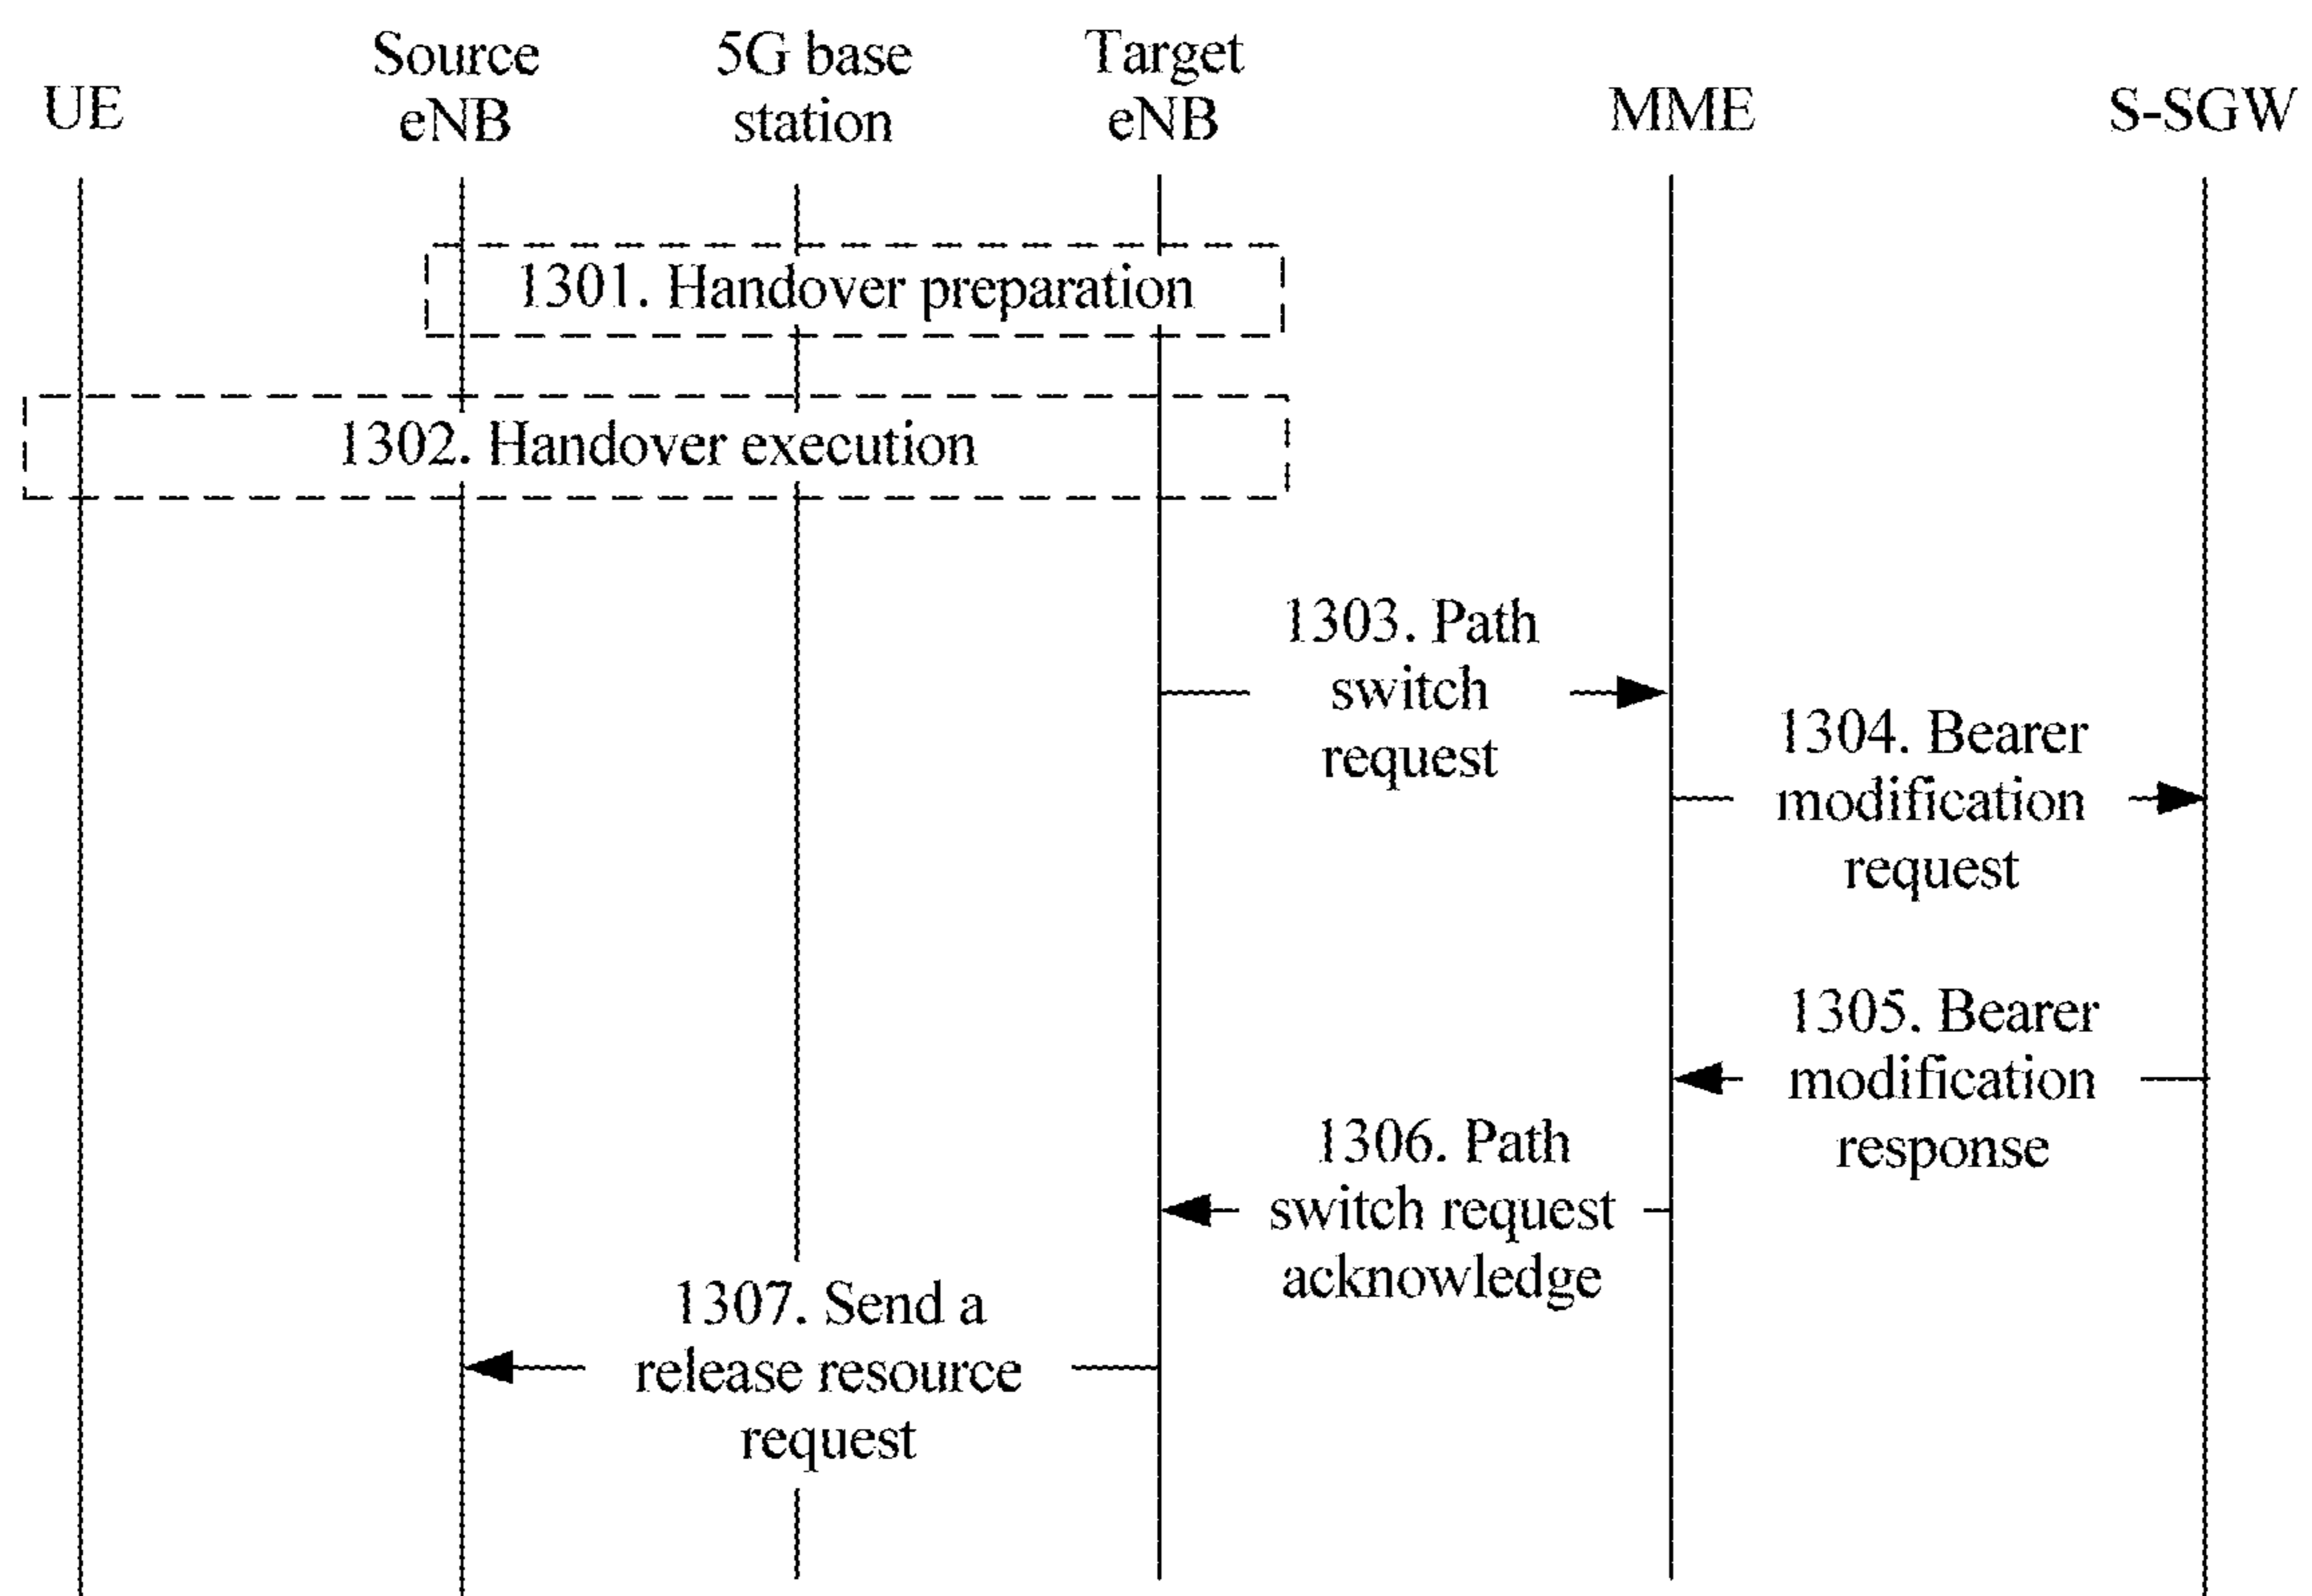 UE
Source
eNB
5G base
station
Target
eNB
MME
S-SGW
1301. Handover preparation
1302. Handover execution
1303. Path
switch
request
1304. Bearer
modification
request
1305. Bearer
modification
response
1306. Path
switch request
acknowledge
1307. Send a
release resource
request